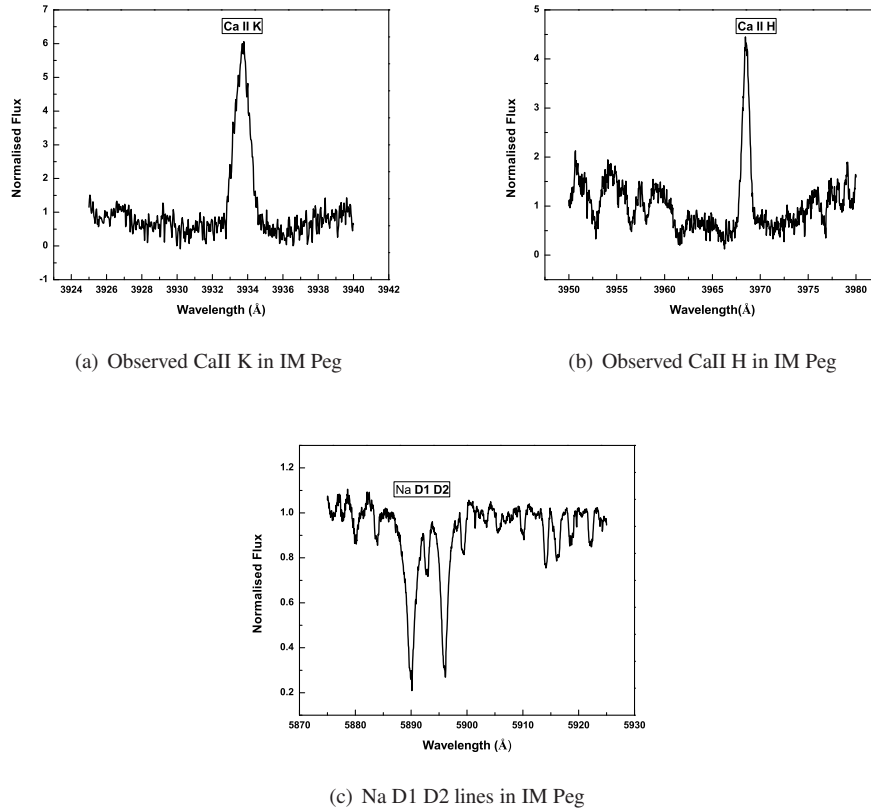 Ca II K
7
6
5
4
3
2
1
0
-1
Normalised Flux
3924 3926 3928 3930 3932 3934 3936 3938 3940 3942
Wavelength (Å)
(a) Observed CaII K in IM Peg
Ca II H
5
4
3
2
1
0
Normalised Flux
3950 3955 3960 3965 3970 3975 3980
Wavelength(Å)
(b) Observed CaII H in IM Peg
Na D1 D2
1.2
1.0
0.8
0.6
0.4
0.2
Normalised Flux
5870 5880 5890 5900 5910 5920 5930
Wavelength (Å)
(c) Na D1 D2 lines in IM Peg